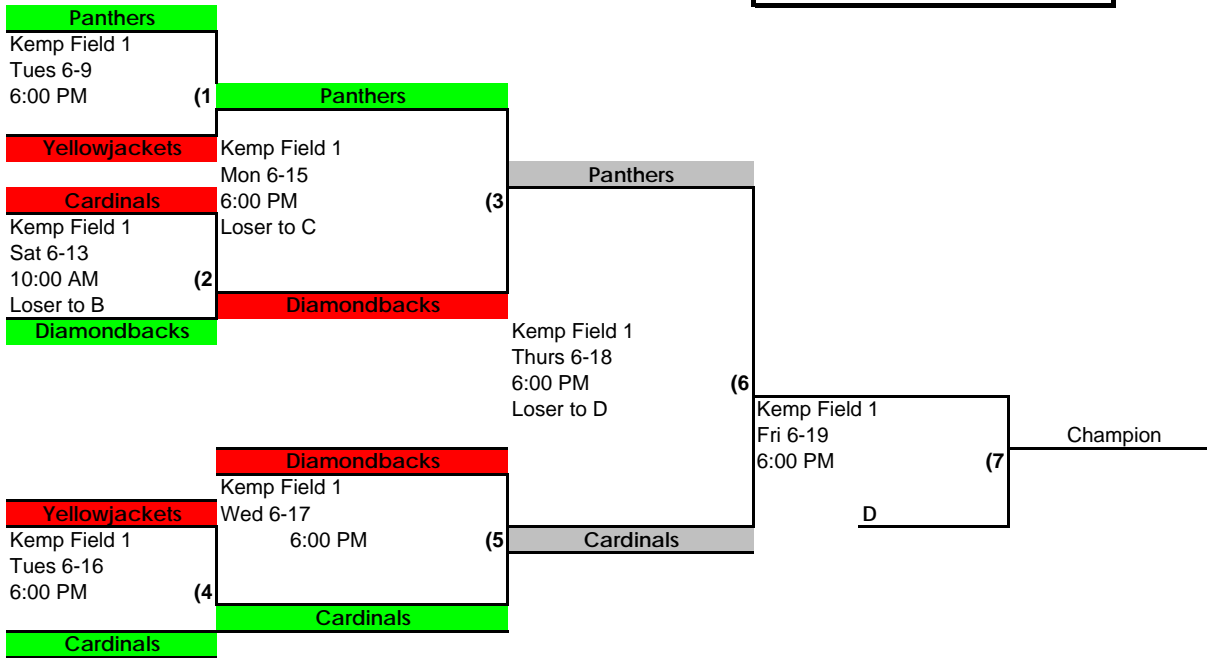 Panthers
Kemp Field 1
Tues 6-9
6:00 PM (1
Yellowjackets
Cardinals
Kemp Field 1
Sat 6-13
10:00 AM (2
Loser to B
Diamondbacks
Panthers
Kemp Field 1
Mon 6-15
6:00 PM (3
Loser to C
Diamondbacks
Panthers
Kemp Field 1
Thurs 6-18
6:00 PM (6
Loser to D
Cardinals
Diamondbacks
Kemp Field 1
Wed 6-17
6:00 PM (5
Cardinals
Yellowjackets
Kemp Field 1
Tues 6-16
6:00 PM (4
Cardinals
Kemp Field 1
Fri 6-19
6:00 PM (7
D
Champion